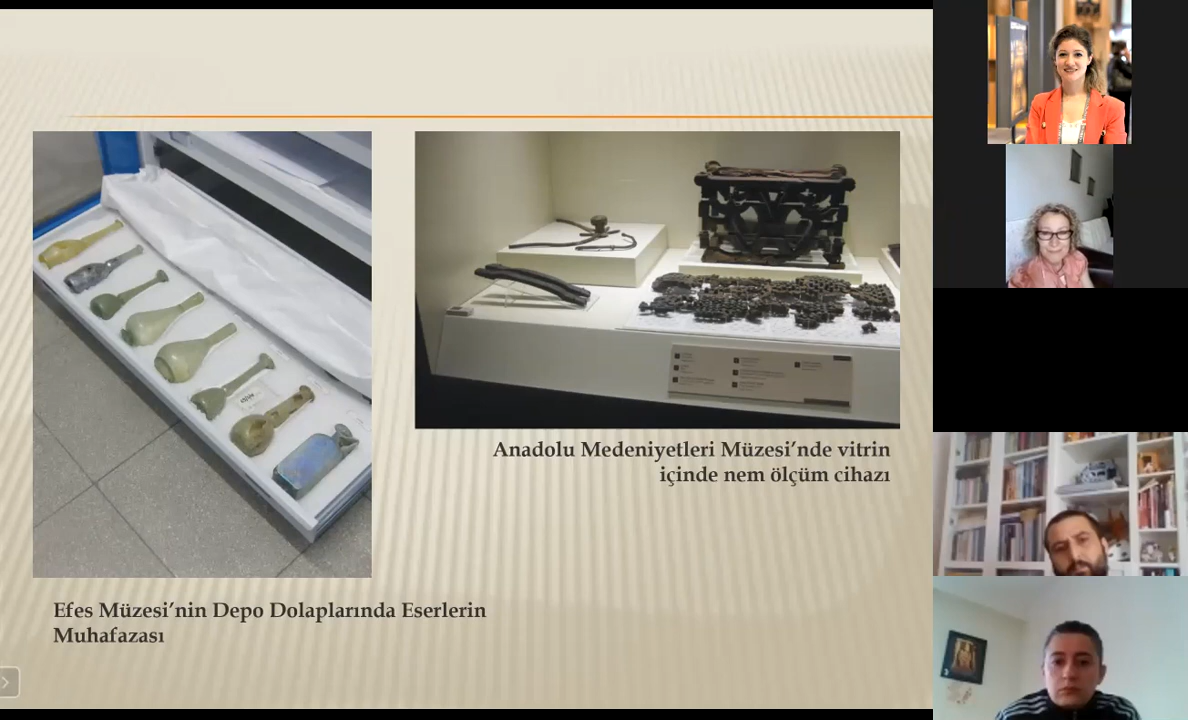 Anadolu Medeniyetleri Müzesi’nde vitrin
içinde nem ölçüm cihazı
Efes Müzesi’nin Depo Dolaplarında Eserlerin
Muhafazası